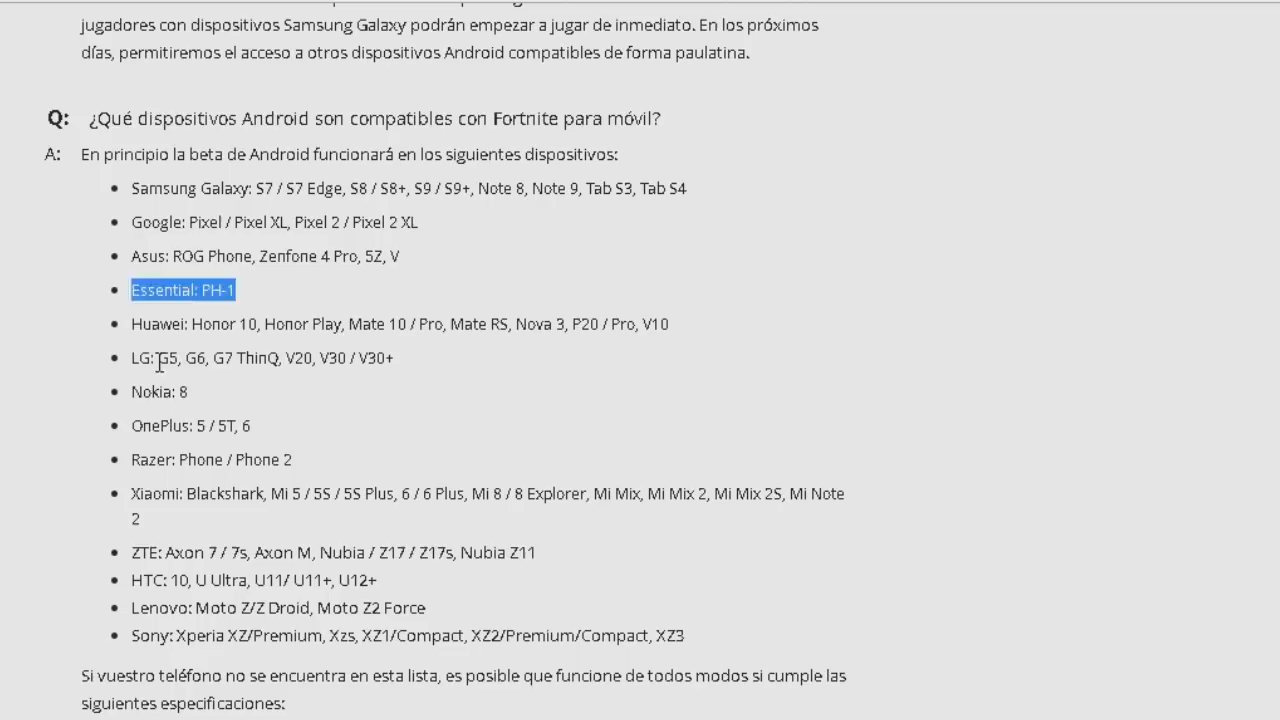 jugadores con dispositivos Samsung Galaxy podrán empezar a jugar de inmediato. En los próximos
días, permitiremos el acceso a otros dispositivos Android compatibles de forma paulatina.
Q: ¿Qué dispositivos Android son compatibles con Fortnite para móvil?
A: En principio la beta de Android funcionará en los siguientes dispositivos:
• Samsung Galaxy: S7 / S7 Edge, S8 / S8+, S9 / S9+, Note 8, Note 9, Tab S3, Tab S4
• Google: Pixel / Pixel XL, Pixel 2 / Pixel 2 XL
• Asus: ROG Phone, Zenfone 4 Pro, 5Z, V
• Essential: PH-1
• Huawei: Honor 10, Honor Play, Mate 10 / Pro, Mate RS, Nova 3, P20 / Pro, V10
• LG: G5, G6, G7 ThinQ, V20, V30 / V30+
• Nokia: 8
• OnePlus: 5 / 5T, 6
• Razer: Phone / Phone 2
• Xiaomi: Blackshark, Mi 5 / 5S / 5S Plus, 6 / 6 Plus, Mi 8 / 8 Explorer, Mi Mix, Mi Mix 2, Mi Mix 2S, Mi Note
2
• ZTE: Axon 7 / 7s, Axon M, Nubia / Z17 / Z17s, Nubia Z11
• HTC: 10, U Ultra, U11/ U11+, U12+
• Lenovo: Moto Z/Z Droid, Moto Z2 Force
• Sony: Xperia XZ/Premium, Xzs, XZ1/Compact, XZ2/Premium/Compact, XZ3
Si vuestro teléfono no se encuentra en esta lista, es posible que funcione de todos modos si cumple las
siguientes especificaciones: